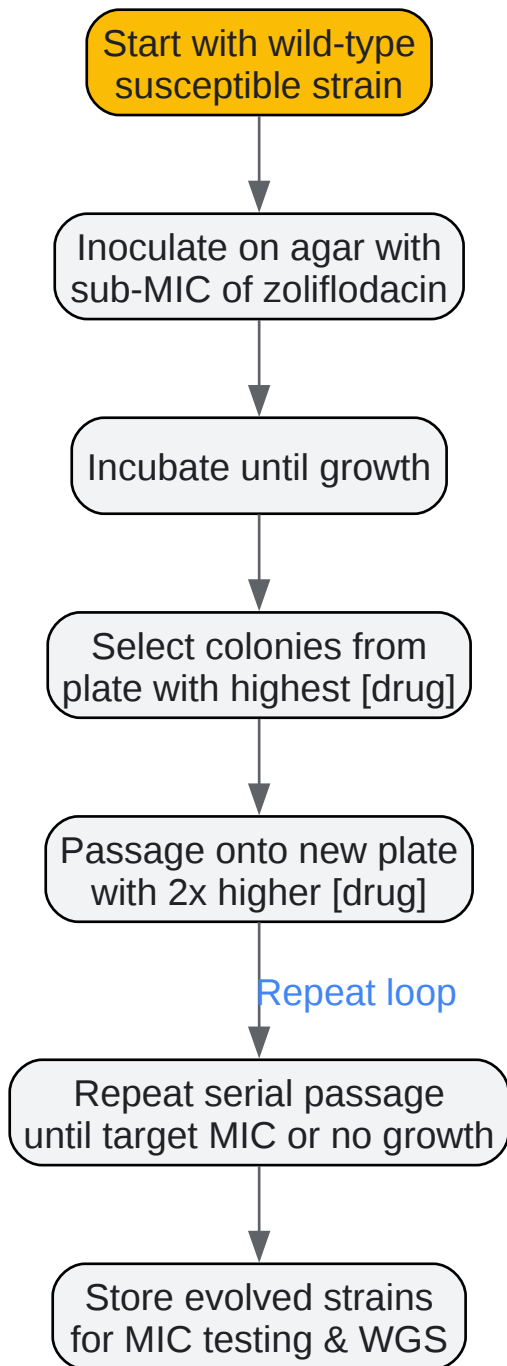 Start with wild-type
susceptible strain
Inoculate on agar with
sub-MIC of zoliflodacin
Incubate until growth
Select colonies from
plate with highest [drug]
Passage onto new plate
with 2x higher [drug]
Repeat loop
Repeat serial passage
until target MIC or no growth
Store evolved strains
for MIC testing & WGS